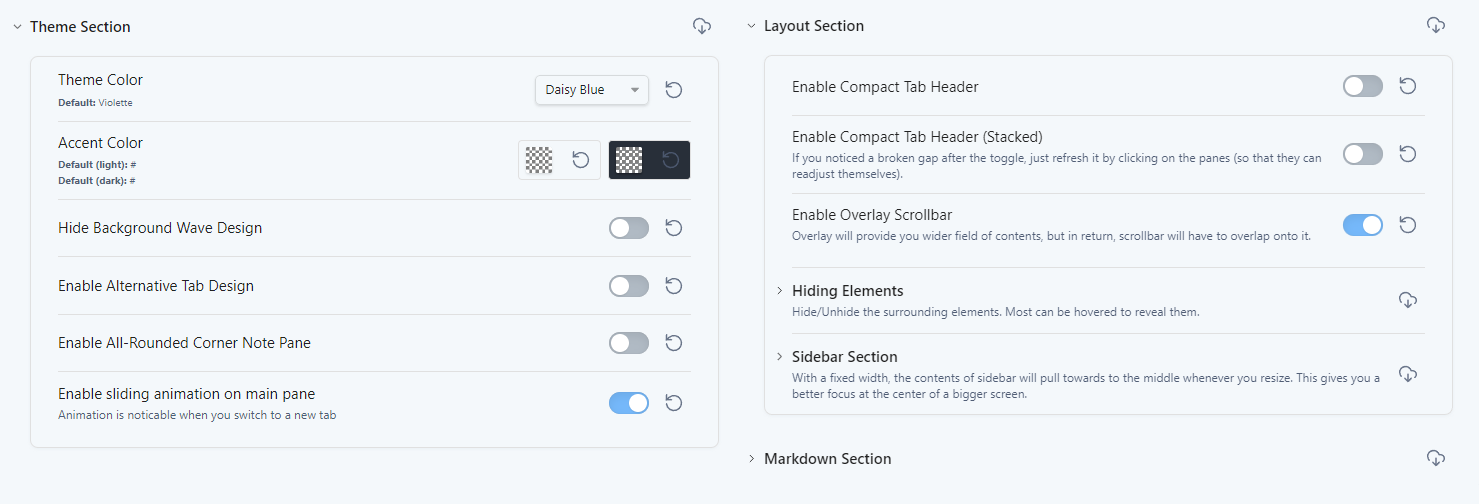 Theme Section
Theme Color
Default: Violette
Daisy Blue
Accent Color
Default (light): #
Default (dark): #
Hide Background Wave Design
Enable Alternative Tab Design
Enable All-Rounded Corner Note Pane
Enable sliding animation on main pane
Animation is noticable when you switch to a new tab
Layout Section
Enable Compact Tab Header
Enable Compact Tab Header (Stacked)
If you noticed a broken gap after the toggle, just refresh it by clicking on the panes (so that they can
readjust themselves).
Enable Overlay Scrollbar
Overlay will provide you wider field of contents, but in return, scrollbar will have to overlap onto it.
Hiding Elements
Hide/Unhide the surrounding elements. Most can be hovered to reveal them.
Sidebar Section
With a fixed width, the contents of sidebar will pull towards to the middle whenever you resize. This gives you a
better focus at the center of a bigger screen.
Markdown Section